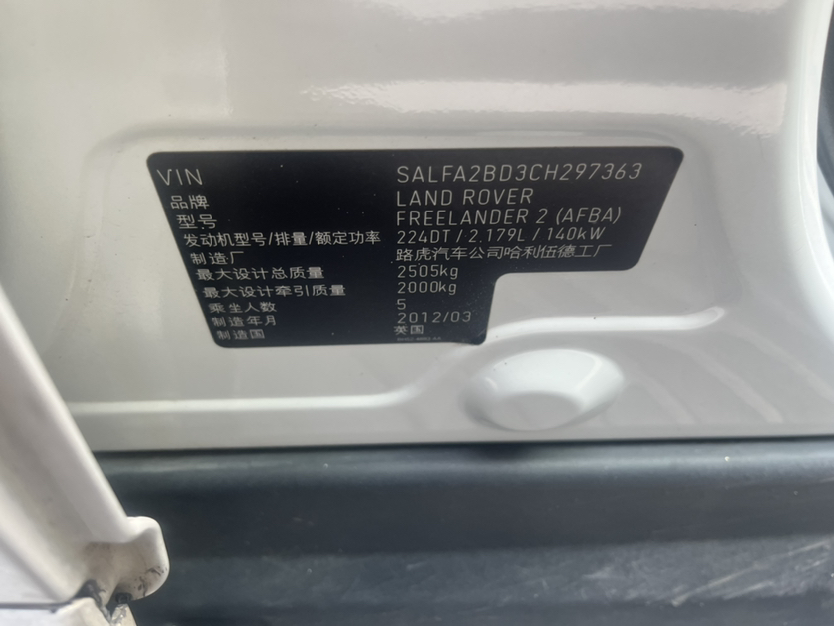 VIN SALFA2BD3CH297363
品牌 LAND ROVER
型号 FREELANDER 2 (AFBA)
发动机型号/排量/额定功率 224DT / 2.179L / 140kW
制造厂 路虎汽车公司哈利伍德工厂
最大设计总质量 2505kg
最大设计牵引质量 2000kg
乘坐人数 5
制造年月 2012/03
制造国 英国